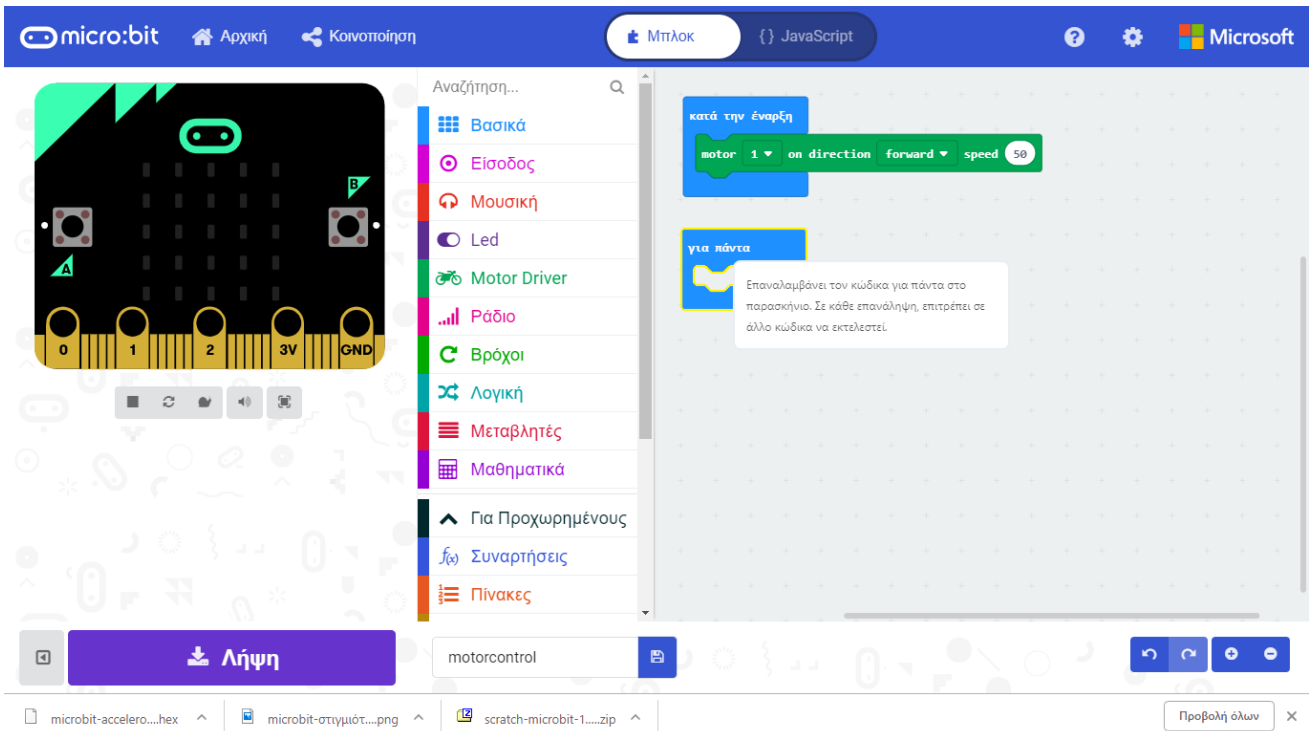 micro:bit Αρχική Κοινοποίηση Μπλοκ {} JavaScript ? Microsoft
Αναζήτηση...
Βασικά
Είσοδος
Μουσική
Led
Motor Driver
Ράδιο
Βρόχοι
Λογική
Μεταβλητές
Μαθηματικά
Για Προχωρημένους
f(x) Συναρτήσεις
Πίνακες
B
A
0 1 2 3V GND
κατά την έναρξη
motor 1 on direction forward speed 50
για πάντα
Επαναλαμβάνει τον κώδικα για πάντα στο
παρασκήνιο. Σε κάθε επανάληψη, επιτρέπει σε
άλλο κώδικα να εκτελεστεί.
Λήψη
motorcontrol
microbit-accelero....hex
microbit-στιγμιότ....png
scratch-microbit-1.....zip
Προβολή όλων